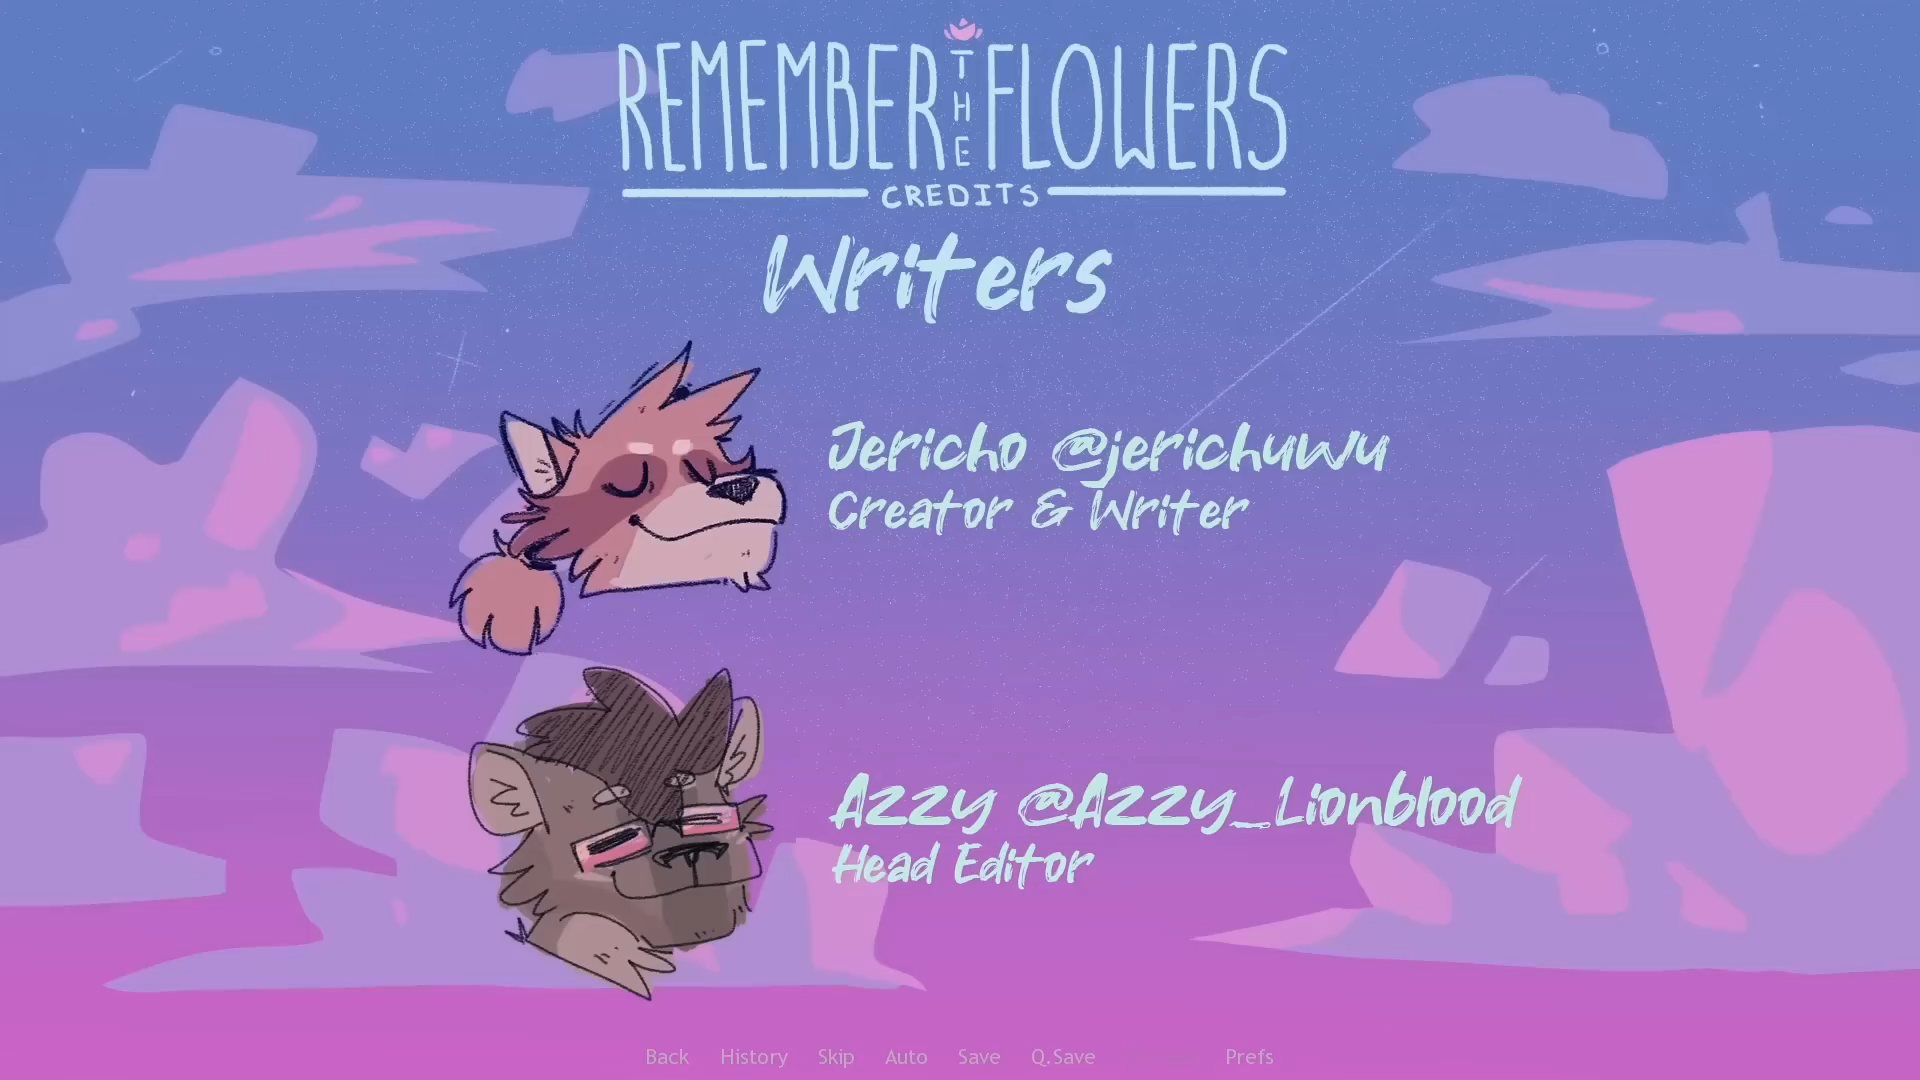 REMEMBER THE FLOWERS
CREDITS
Writers
Jericho @jerichuwu
Creator & Writer
Azzy @Azzy_Lionblood
Head Editor
Back History Skip Auto Save Q.Save Prefs